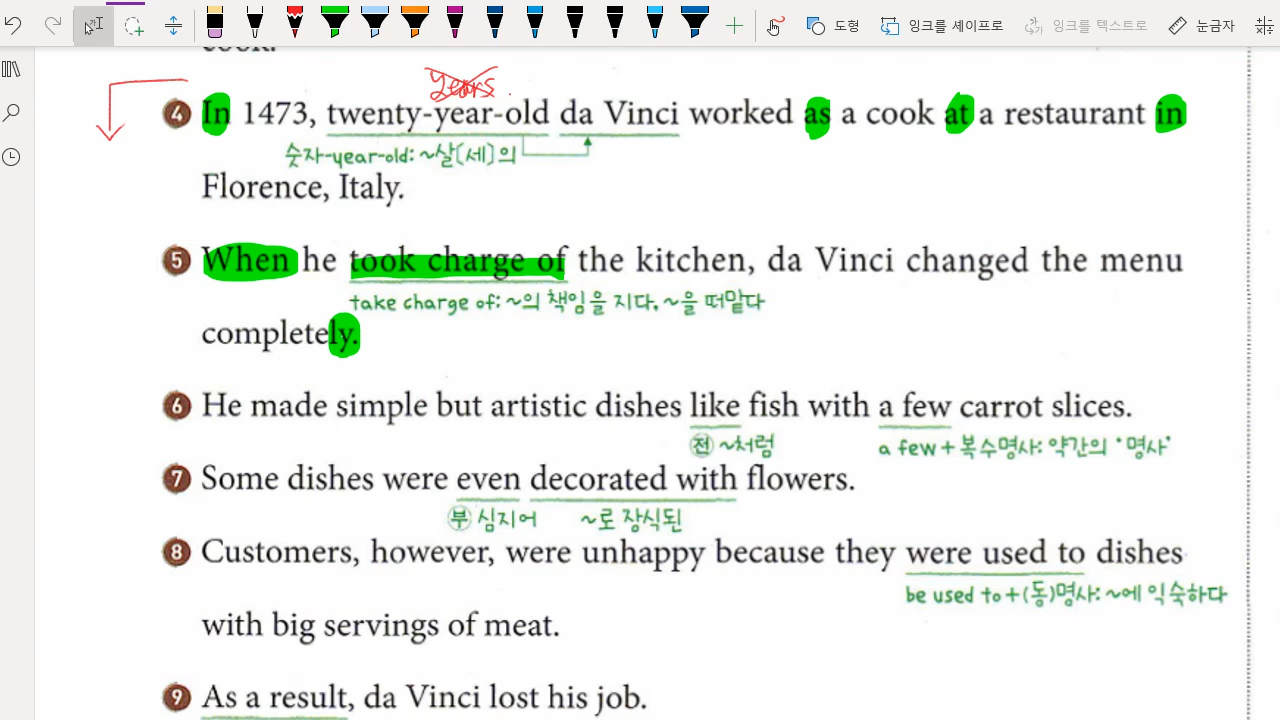 도형 잉크를 셰이프로 잉크를 텍스트로 눈금자
cook.
years
④ In 1473, twenty-year-old da Vinci worked as a cook at a restaurant in
숫자-year-old: ~살[세]의
Florence, Italy.
⑤ When he took charge of the kitchen, da Vinci changed the menu
take charge of: ~의 책임을 지다, ~을 떠맡다
completely.
⑥ He made simple but artistic dishes like fish with a few carrot slices.
전 ~처럼 a few + 복수명사: 약간의 '명사'
⑦ Some dishes were even decorated with flowers.
부 심지어 ~로 장식된
⑧ Customers, however, were unhappy because they were used to dishes
be used to+(동)명사: ~에 익숙하다
with big servings of meat.
⑨ As a result, da Vinci lost his job.